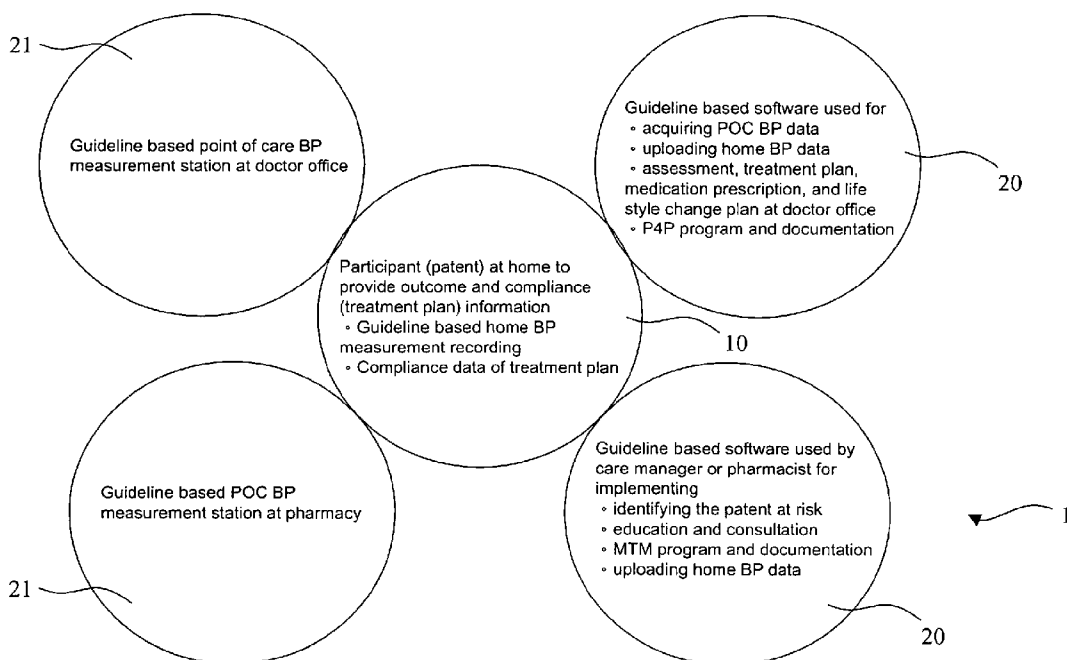 21
Guideline based point of care BP
measurement station at doctor office
Guideline based software used for
∘ acquiring POC BP data
∘ uploading home BP data
∘ assessment, treatment plan,
medication prescription, and life
style change plan at doctor office
∘ P4P program and documentation
20
Participant (patent) at home to
provide outcome and compliance
(treatment plan) information
∘ Guideline based home BP
measurement recording
∘ Compliance data of treatment plan
10
Guideline based POC BP
measurement station at pharmacy
21
Guideline based software used by
care manager or pharmacist for
implementing
∘ identifying the patent at risk
∘ education and consultation
∘ MTM program and documentation
∘ uploading home BP data
20
1